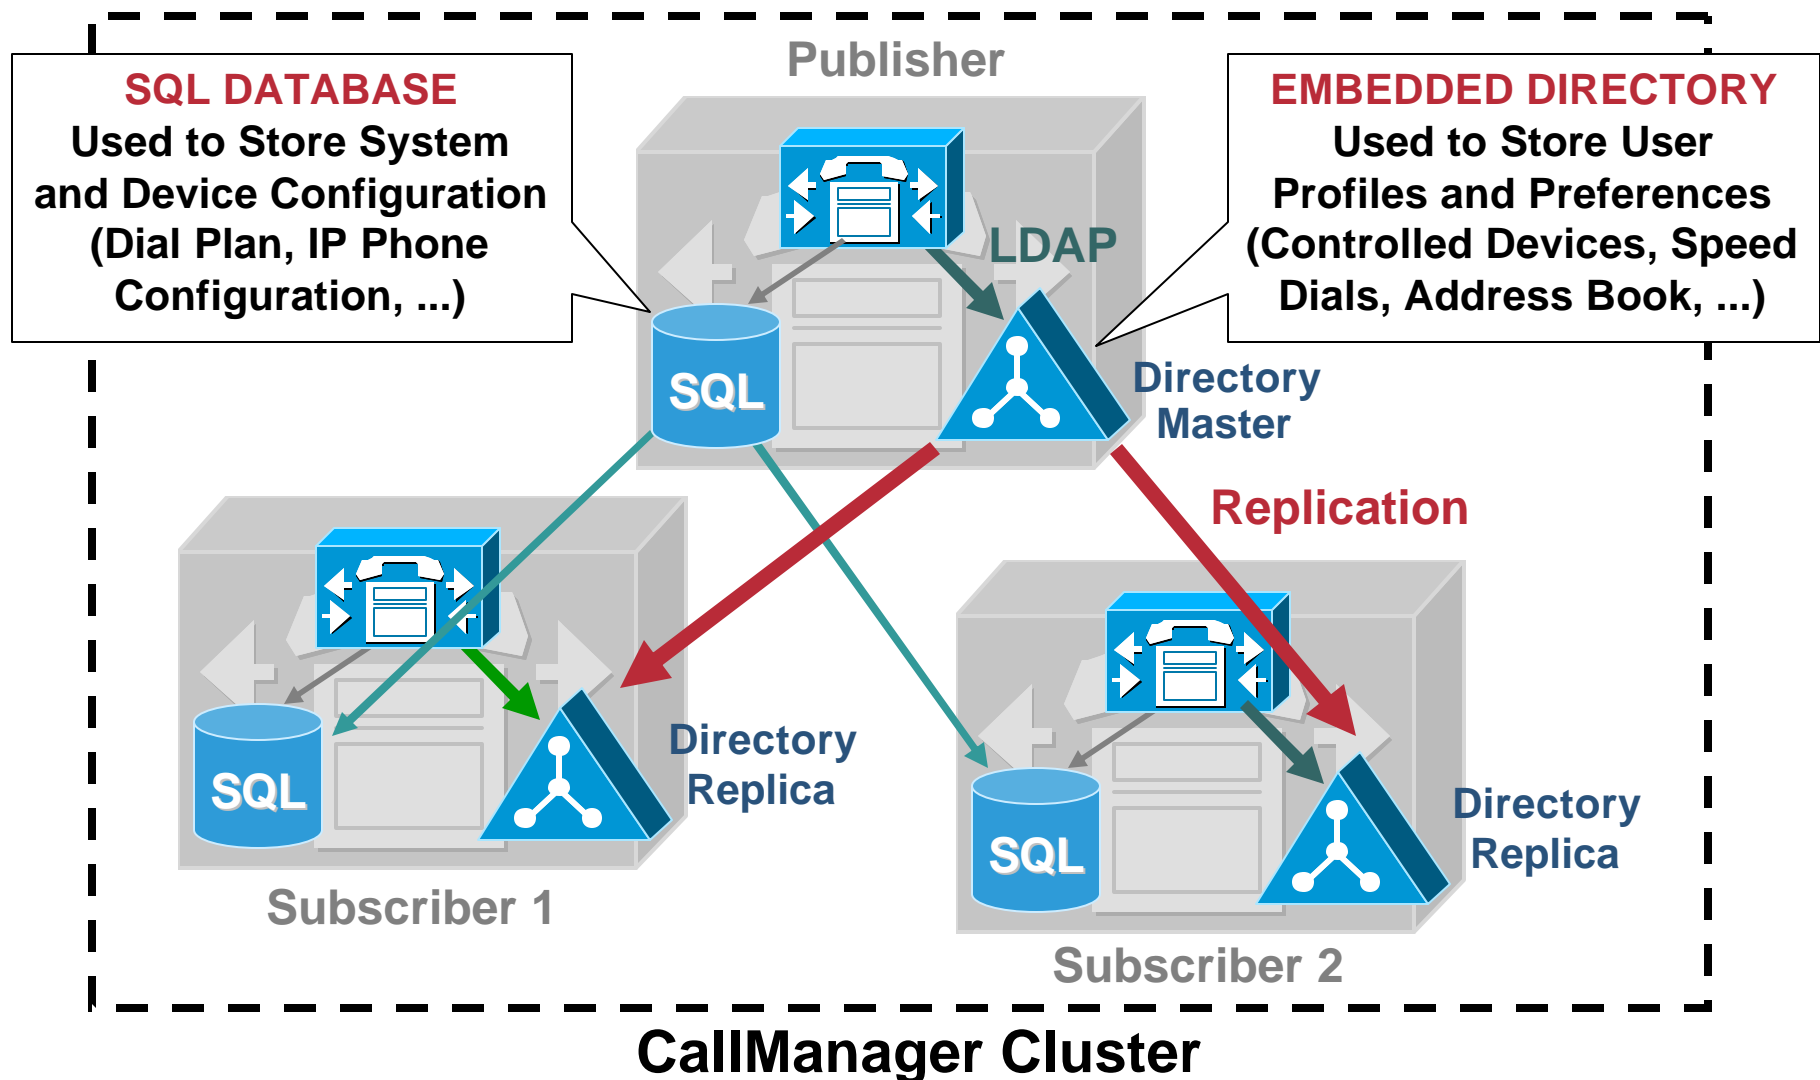 Publisher
SQL DATABASE
Used to Store System
and Device Configuration
(Dial Plan, IP Phone
Configuration, ...)
EMBEDDED DIRECTORY
Used to Store User
Profiles and Preferences
(Controlled Devices, Speed
Dials, Address Book, ...)
LDAP
SQL
Directory
Master
Replication
SQL
Directory
Replica
Subscriber 1
SQL
Directory
Replica
Subscriber 2
CallManager Cluster